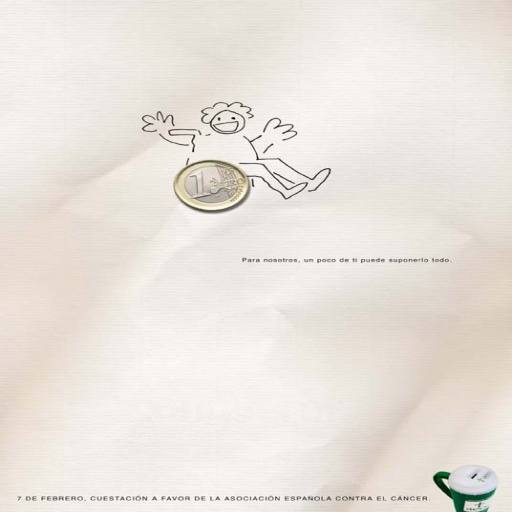 1
Para nosotros, un poco de ti puede suponerlo todo.
7 DE FEBRERO, CUESTACIÓN A FAVOR DE LA ASOCIACIÓN ESPAÑOLA CONTRA EL CÁNCER.